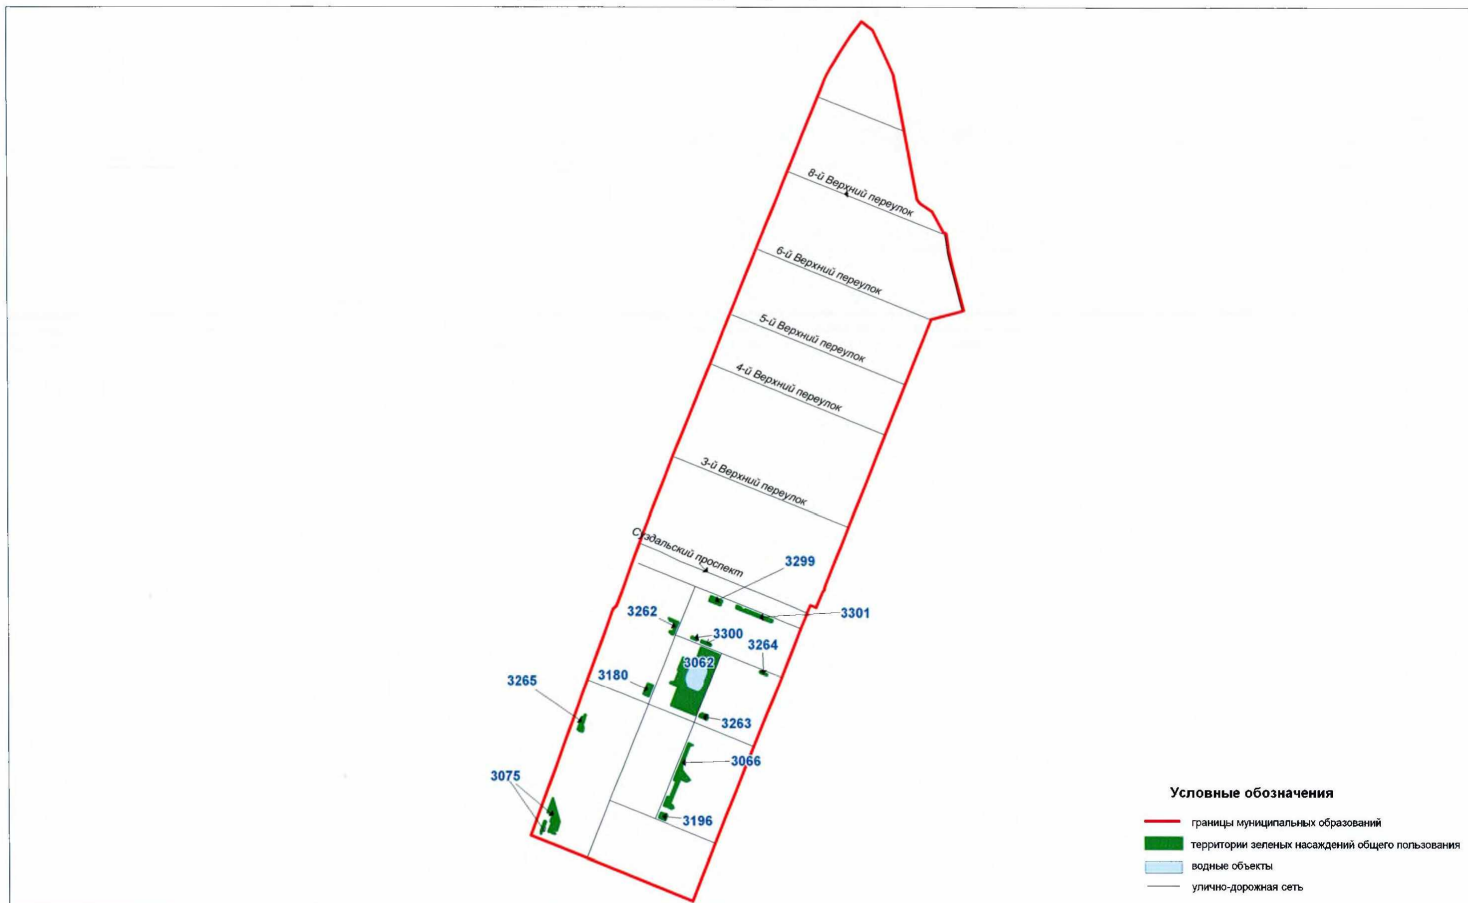 8-й Верхний переулок
6-й Верхний переулок
5-й Верхний переулок
4-й Верхний переулок
3-й Верхний переулок
Суздальский проспект
3299
3262
3301
3300
3264
3062
3180
3265
3263
3066
3075
3196
Условные обозначения
границы муниципальных образований
территории зеленых насаждений общего пользования
водные объекты
улично-дорожная сеть